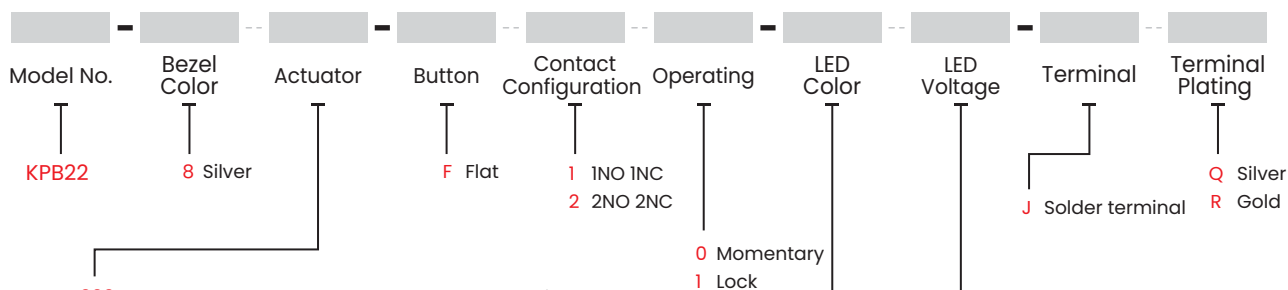 Model No.
Bezel
Color
Actuator
Button
Contact
Configuration
Operating
LED
Color
LED
Voltage
Terminal
Terminal
Plating
KPB22
8 Silver
F Flat
1 1NO 1NC
2 2NO 2NC
0 Momentary
1 Lock
J Solder terminal
Q Silver
R Gold